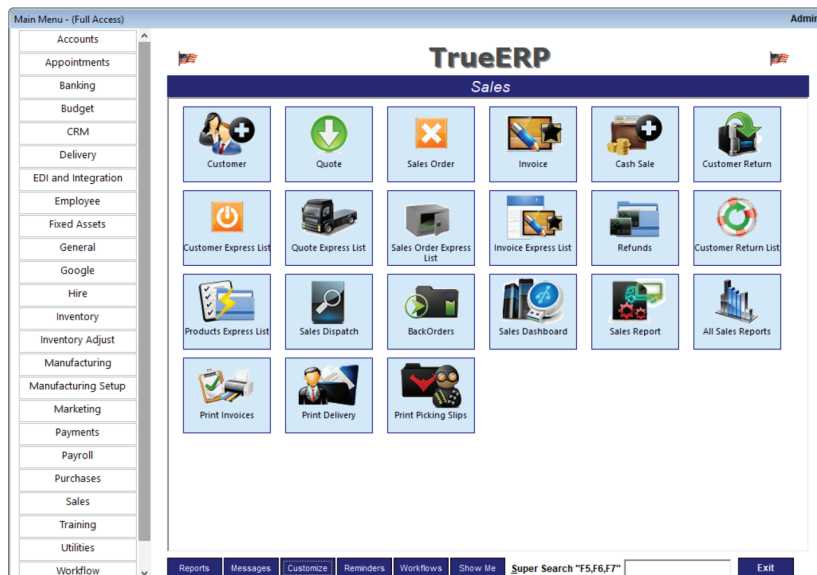 Main Menu - (Full Access)
Admin
Accounts
Appointments
Banking
Budget
CRM
Delivery
EDI and Integration
Employee
Fixed Assets
General
Google
Hire
Inventory
Inventory Adjust
Manufacturing
Manufacturing Setup
Marketing
Payments
Payroll
Purchases
Sales
Training
Utilities
Workflow
TrueERP
Sales
Customer
Quote
Sales Order
Invoice
Cash Sale
Customer Return
Customer Express List
Quote Express List
Sales Order Express
List
Invoice Express List
Refunds
Customer Return List
Products Express List
Sales Dispatch
BackOrders
Sales Dashboard
Sales Report
All Sales Reports
Print Invoices
Print Delivery
Print Picking Slips
Reports
Messages
Customize
Reminders
Workflows
Show Me
Super Search "F5,F6,F7"
Exit